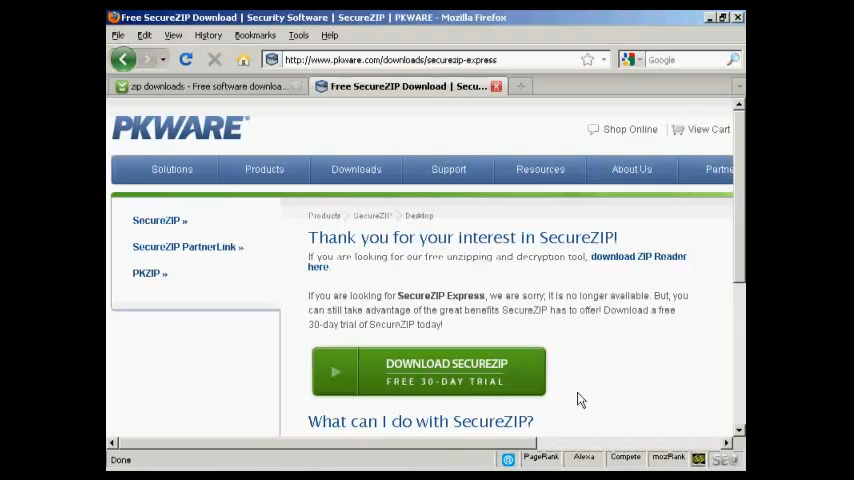 Free SecureZIP Download | Security Software | SecureZIP | PKWARE - Mozilla Firefox
File Edit View History Bookmarks Tools Help
http://www.pkware.com/downloads/securezip-express
Google
zip downloads - Free software downloa...
Free SecureZIP Download | Secu...
PKWARE®
Shop Online
View Cart
Solutions Products Downloads Support Resources About Us Partne
SecureZIP »
SecureZIP PartnerLink »
PKZIP »
Products SecureZIP Desktop
Thank you for your interest in SecureZIP!
If you are looking for our free unzipping and decryption tool, download ZIP Reader
here.
If you are looking for SecureZIP Express, we are sorry, it is no longer available. But, you
can still take advantage of the great benefits SecureZIP has to offer! Download a free
30-day trial of SecureZIP today!
DOWNLOAD SECUREZIP
FREE 30-DAY TRIAL
What can I do with SecureZIP?
Done
PageRank Alexa Compete mozRank SEO